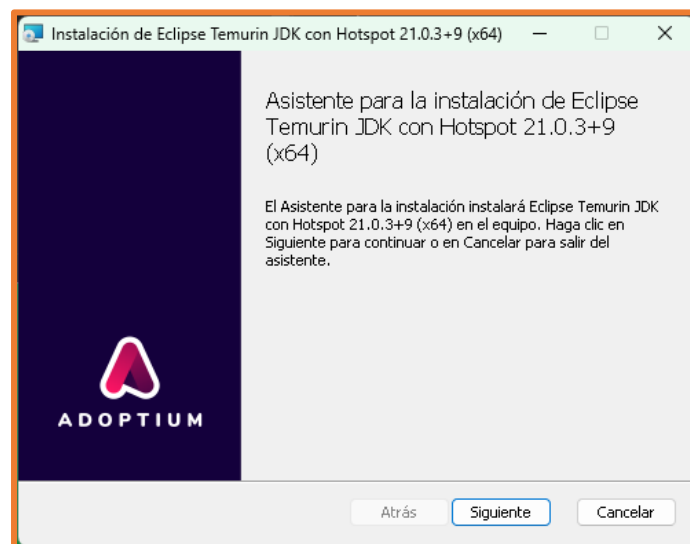 Instalación de Eclipse Temurin JDK con Hotspot 21.0.3+9 (x64)
Asistente para la instalación de Eclipse
Temurin JDK con Hotspot 21.0.3+9
(x64)
El Asistente para la instalación instalará Eclipse Temurin JDK
con Hotspot 21.0.3+9 (x64) en el equipo. Haga clic en
Siguiente para continuar o en Cancelar para salir del
asistente.
ADOPTIUM
Atrás Siguiente Cancelar